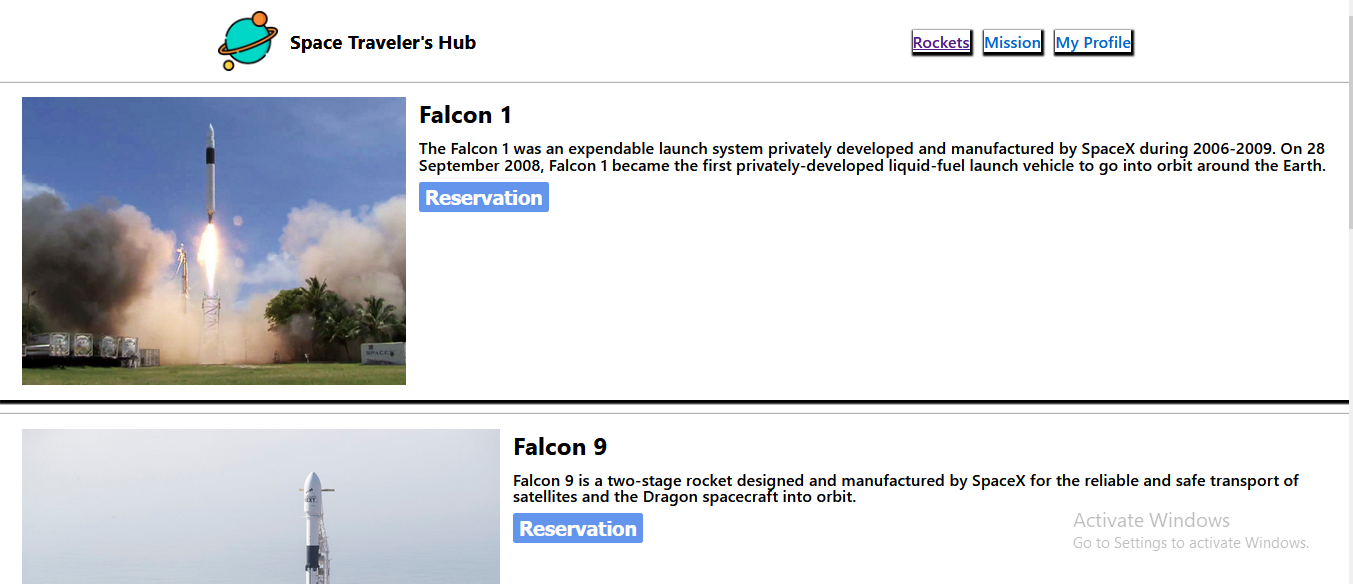 Space Traveler's Hub
Rockets Mission My Profile
Falcon 1
The Falcon 1 was an expendable launch system privately developed and manufactured by SpaceX during 2006-2009. On 28
September 2008, Falcon 1 became the first privately-developed liquid-fuel launch vehicle to go into orbit around the Earth.
Reservation
SPACEX
Falcon 9
Falcon 9 is a two-stage rocket designed and manufactured by SpaceX for the reliable and safe transport of
satellites and the Dragon spacecraft into orbit.
Reservation
Activate Windows
Go to Settings to activate Windows.